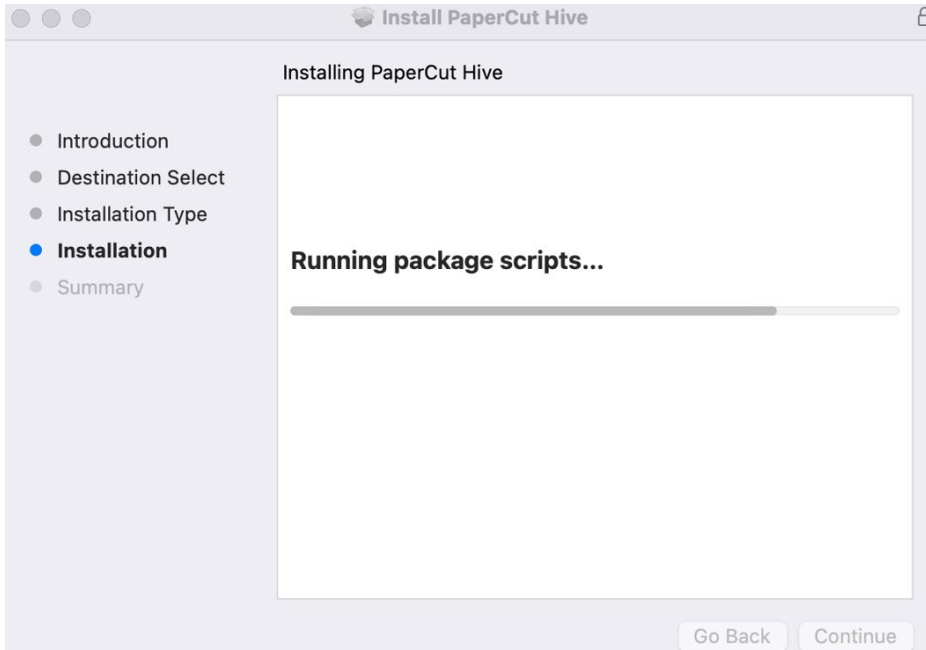 Install PaperCut Hive
Installing PaperCut Hive
Introduction
Destination Select
Installation Type
Installation
Summary
Running package scripts...
Go Back
Continue